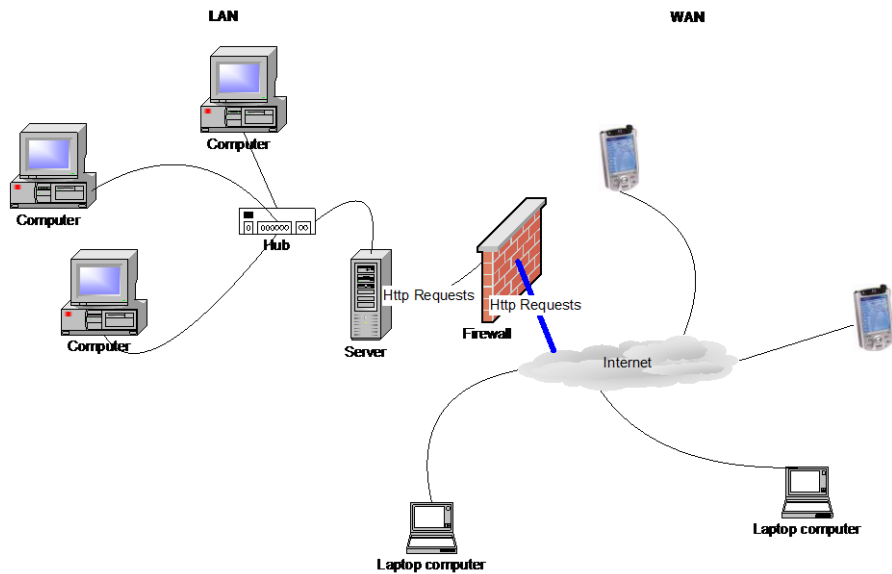 LAN
WAN
Computer
Computer
Hub
Computer
Server
Http Requests
Http Requests
Firewall
Internet
Laptop computer
Laptop computer